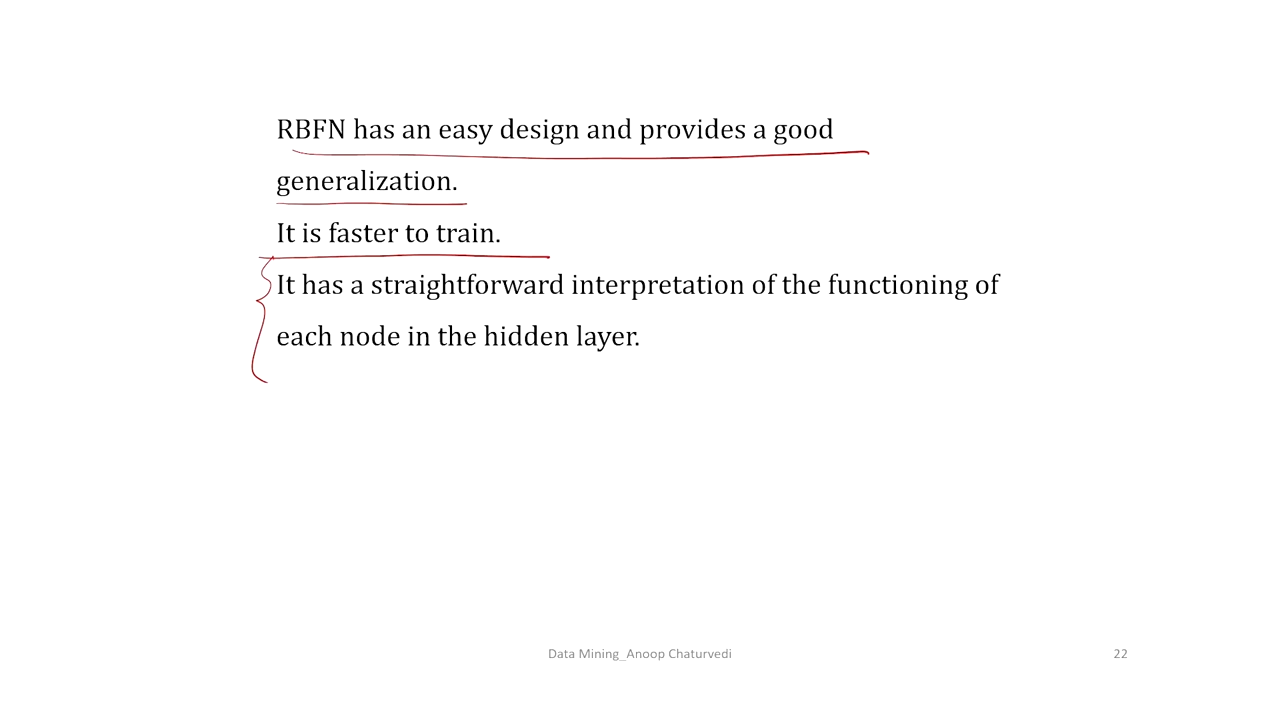 RBFN has an easy design and provides a good
generalization.
It is faster to train.
It has a straightforward interpretation of the functioning of
each node in the hidden layer.
Data Mining_Anoop Chaturvedi
22